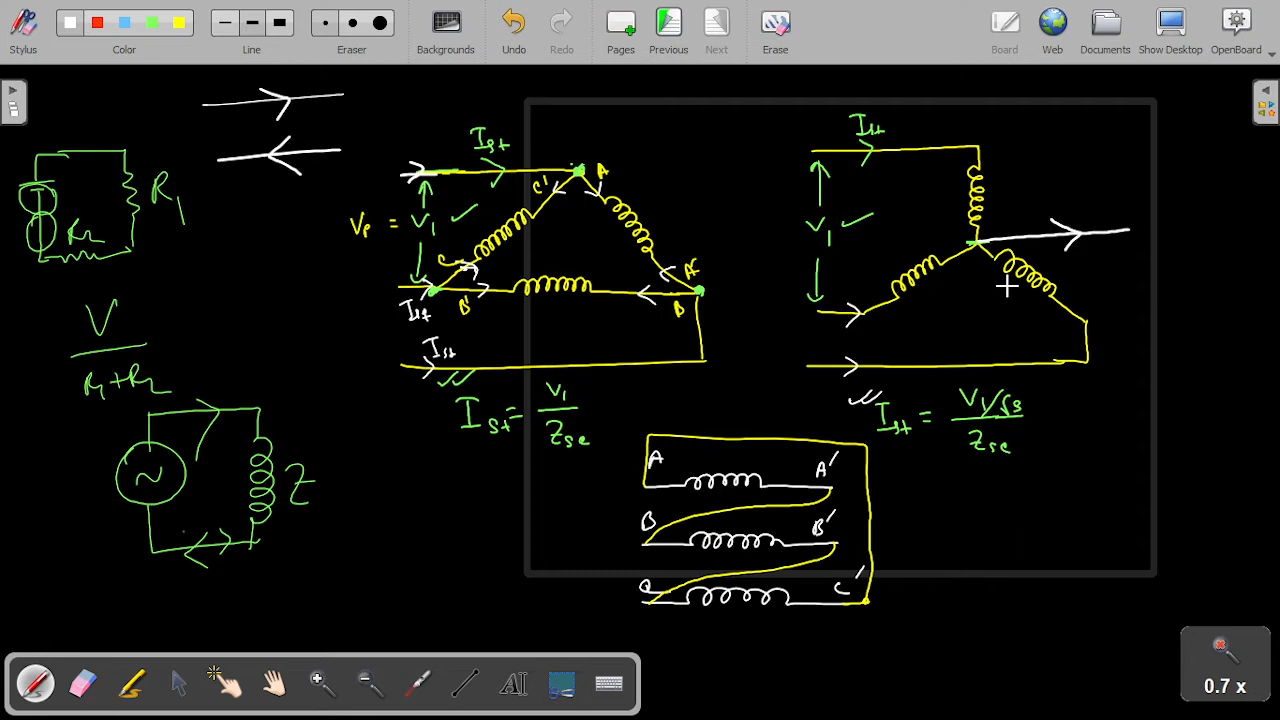 Stylus
Color
Line
Eraser
Backgrounds
Undo
Redo
Pages
Previous
Next
Erase
Board
Web
Documents
Show Desktop
OpenBoard
R1
R2
V
R1+R2
Z
Ist
A
C'
Vp = V1
C
A'
Ist
B'
B
Ist
Ist = V1
Zse
Ist
V1
Ist = V1/√3
Zse
A
A'
B
B'
C'
0.7 x